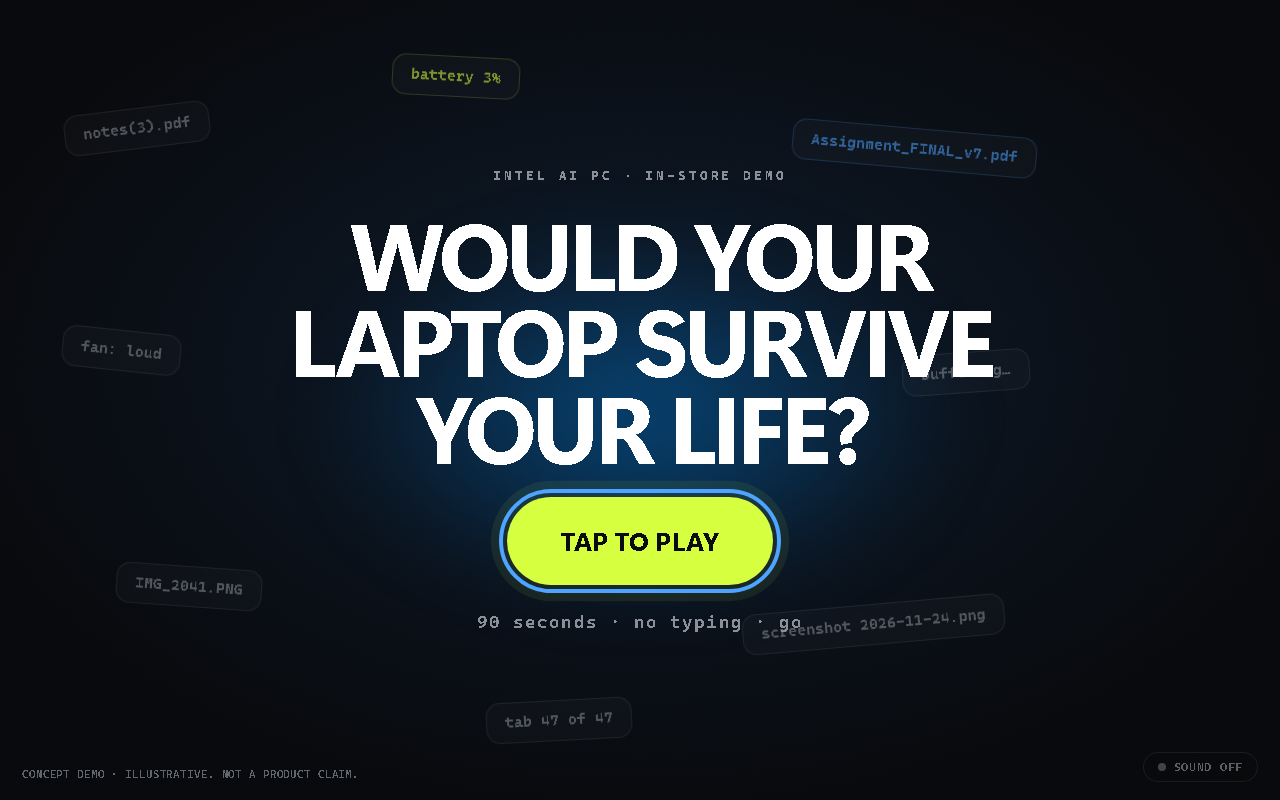 battery 3%
notes(3).pdf
Assignment_FINAL_v7.pdf
INTEL AI PC · IN-STORE DEMO
WOULD YOUR
LAPTOP SURVIVE
YOUR LIFE?
fan: loud
TAP TO PLAY
IMG_2041.PNG
90 seconds · no typing · go
screenshot 2026-11-24.png
tab 47 of 47
CONCEPT DEMO · ILLUSTRATIVE. NOT A PRODUCT CLAIM.
SOUND OFF